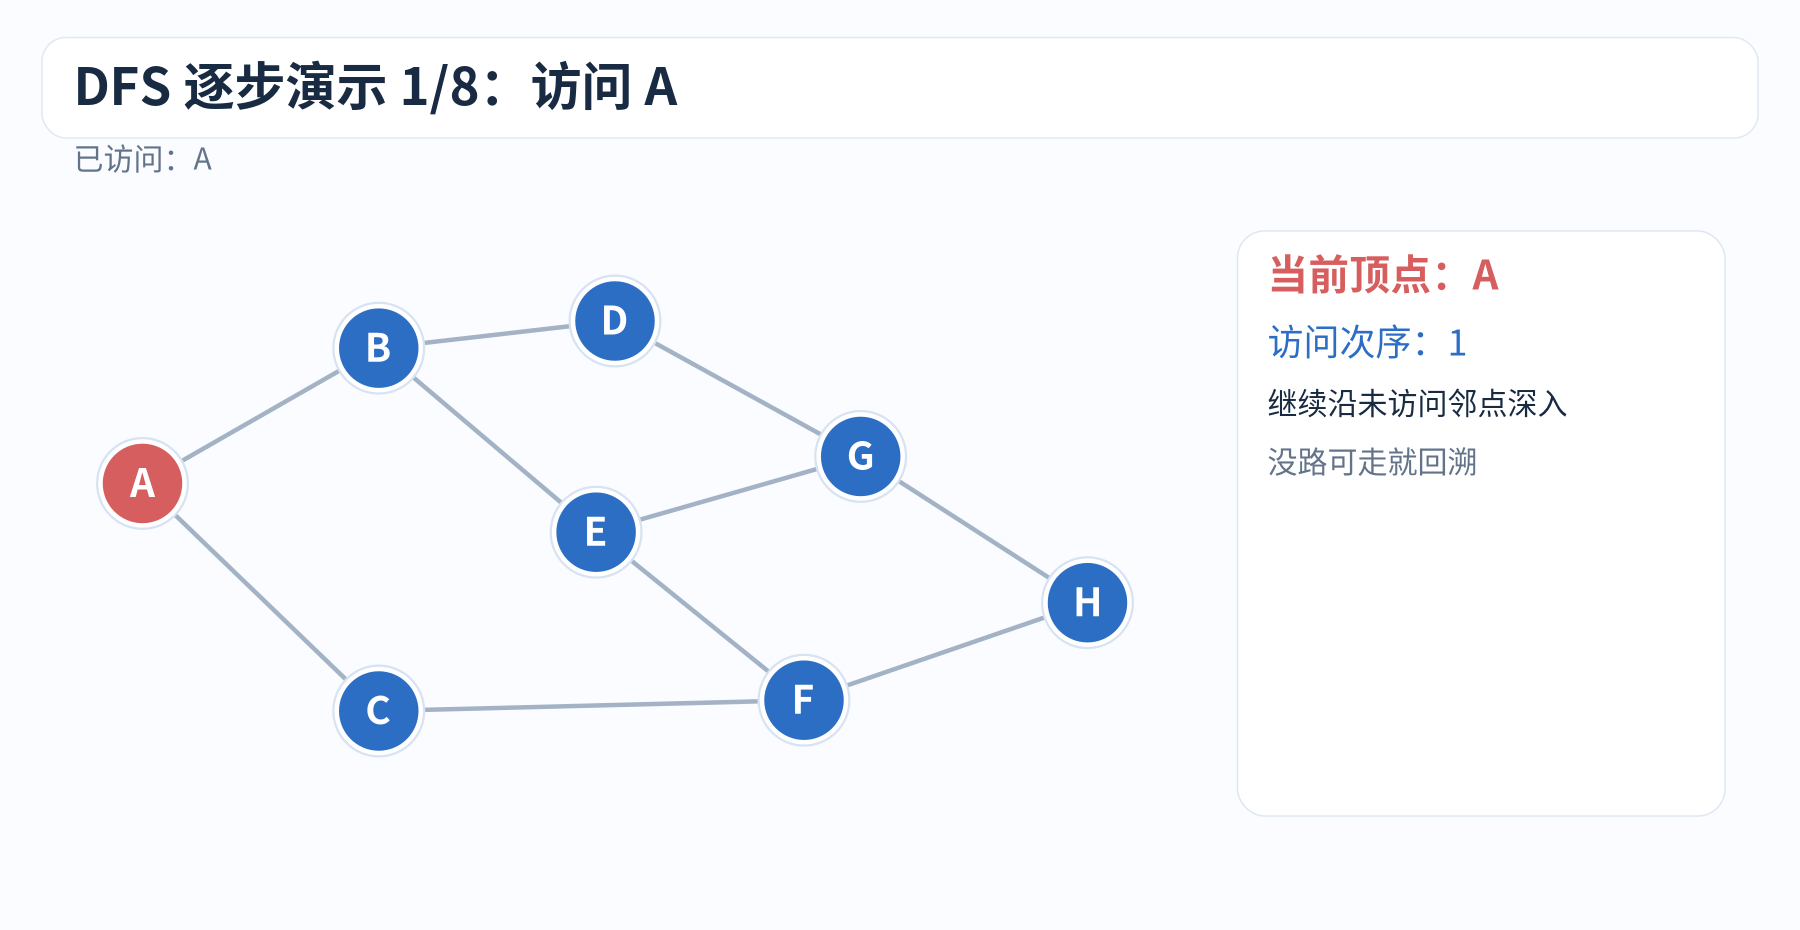 DFS 逐步演示 1/8：访问 A
已访问：A
当前顶点：A
访问次序：1
继续沿未访问邻点深入
没路可走就回溯
D
B
G
A
E
H
F
C